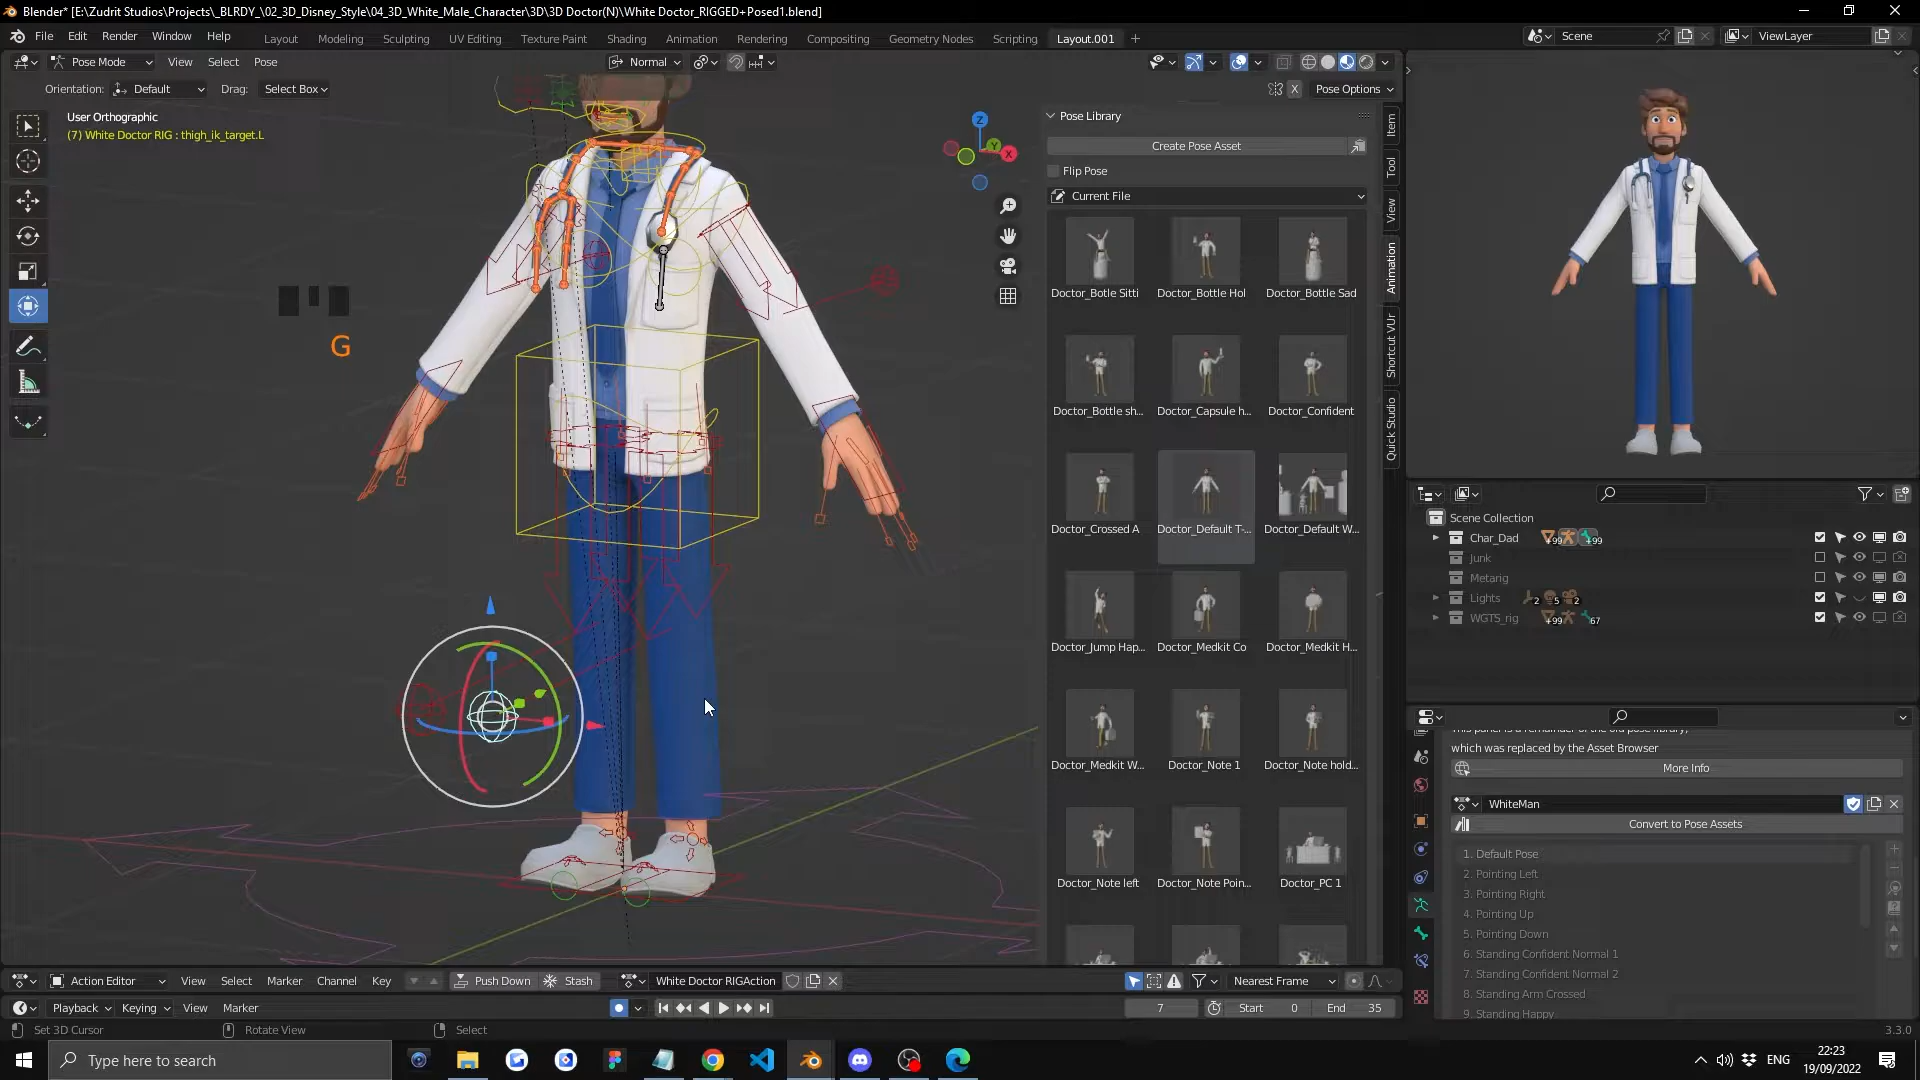 Blender* [E:\Zudrit Studios\Projects\_BLRDY_\02_3D_Disney_Style\04_3D_White_Male_Character\3D\3D Doctor(N)\White Doctor_RIGGED+Posed1.blend]
File Edit Render Window Help Layout Modeling Sculpting UV Editing Texture Paint Shading Animation Rendering Compositing Geometry Nodes Scripting Layout.001 + Scene ViewLayer
Pose Mode View Select Pose Normal
Orientation: Default Drag: Select Box X Pose Options
User Orthographic
(7) White Doctor RIG : thigh_ik_target.L
G
Z
Y
X
Pose Library
Create Pose Asset
Flip Pose
Current File
Doctor_Botle Sitti Doctor_Bottle Hol Doctor_Bottle Sad
Doctor_Bottle sh... Doctor_Capsule h... Doctor_Confident
Doctor_Crossed A Doctor_Default T-... Doctor_Default W...
Doctor_Jump Hap... Doctor_Medkit Co Doctor_Medkit H...
Doctor_Medkit W... Doctor_Note 1 Doctor_Note hold...
Doctor_Note left Doctor_Note Poin... Doctor_PC 1
Item
Tool
View
Animation
Shortcut VUr
Quick Studio
Scene Collection
Char_Dad +99 +99
Junk
Metarig
Lights 2 5 2
WGTS_rig +99 67
which was replaced by the Asset Browser
More Info
WhiteMan
Convert to Pose Assets
1. Default Pose
2. Pointing Left
3. Pointing Right
4. Pointing Up
5. Pointing Down
6. Standing Confident Normal 1
7. Standing Confident Normal 2
8. Standing Arm Crossed
9. Standing Happy
Action Editor View Select Marker Channel Key Push Down Stash White Doctor RIGAction Nearest Frame
Playback Keying View Marker 7 Start 0 End 35
Set 3D Cursor Rotate View Select 3.3.0
Type here to search ENG 22:23
19/09/2022